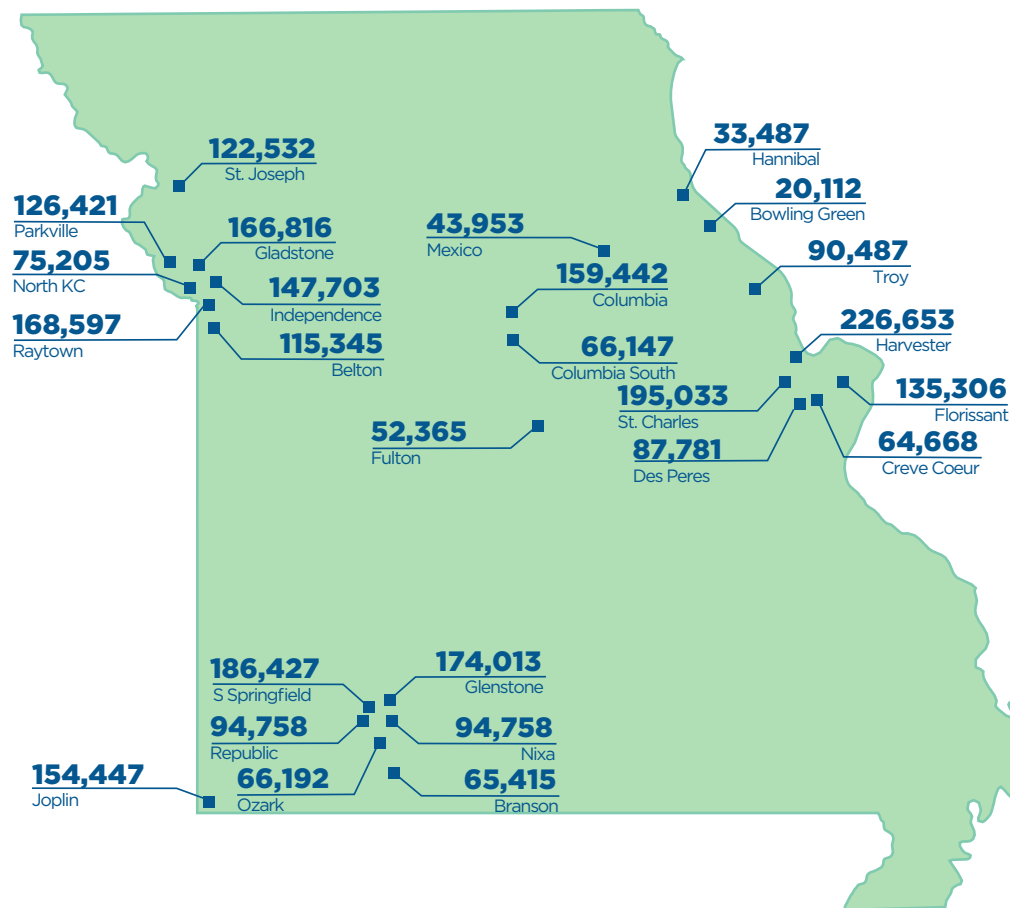 122,532
St. Joseph
126,421
Parkville
166,816
Gladstone
75,205
North KC
147,703
Independence
168,597
Raytown
115,345
Belton
43,953
Mexico
159,442
Columbia
66,147
Columbia South
52,365
Fulton
33,487
Hannibal
20,112
Bowling Green
90,487
Troy
226,653
Harvester
195,033
St. Charles
135,306
Florissant
87,781
Des Peres
64,668
Creve Coeur
186,427
S Springfield
174,013
Glenstone
94,758
Republic
94,758
Nixa
66,192
Ozark
65,415
Branson
154,447
Joplin